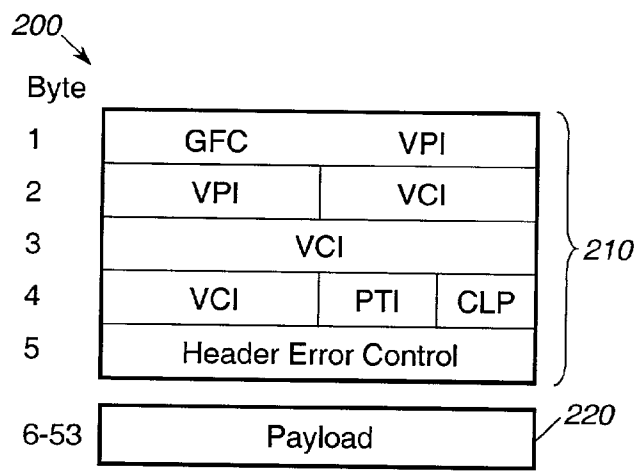 200
Byte
1 GFC VPI
2 VPI VCI
3 VCI
210
4 VCI PTI CLP
5 Header Error Control
220
6-53 Payload